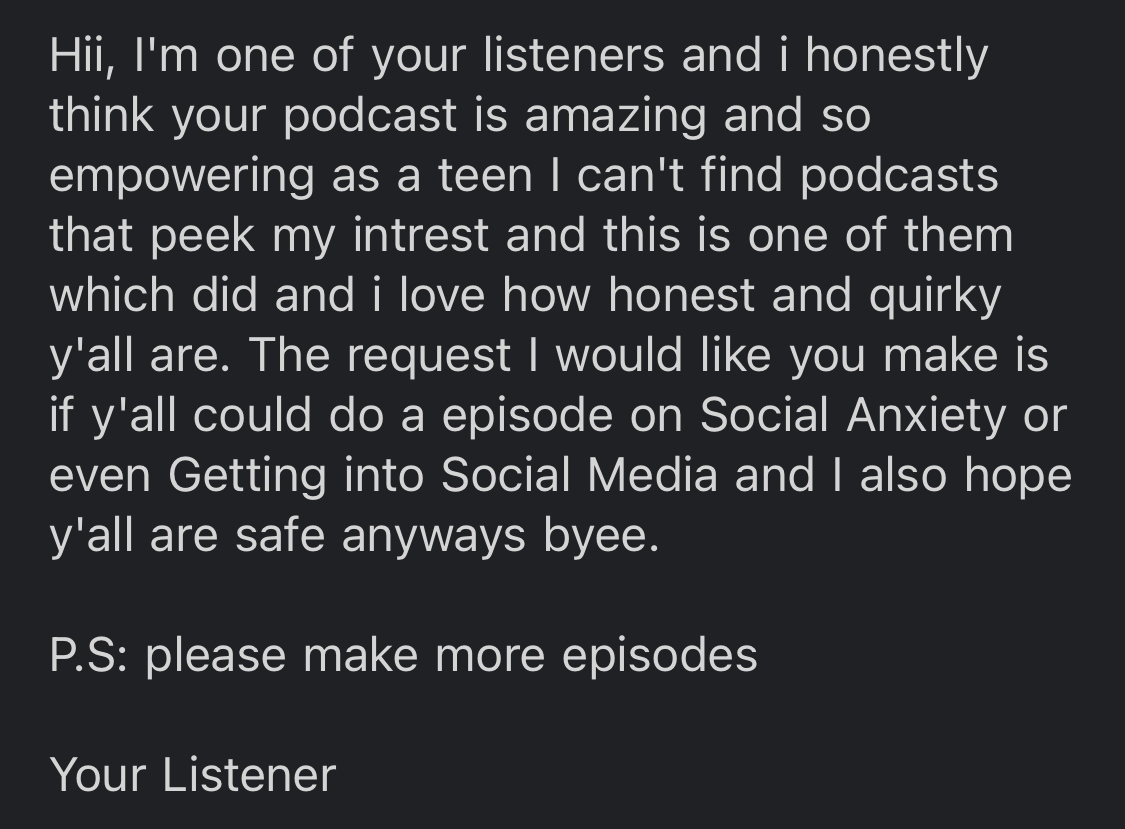 Hii, I'm one of your listeners and i honestly
think your podcast is amazing and so
empowering as a teen I can't find podcasts
that peek my intrest and this is one of them
which did and i love how honest and quirky
y'all are. The request I would like you make is
if y'all could do a episode on Social Anxiety or
even Getting into Social Media and I also hope
y'all are safe anyways byee.
P.S: please make more episodes
Your Listener